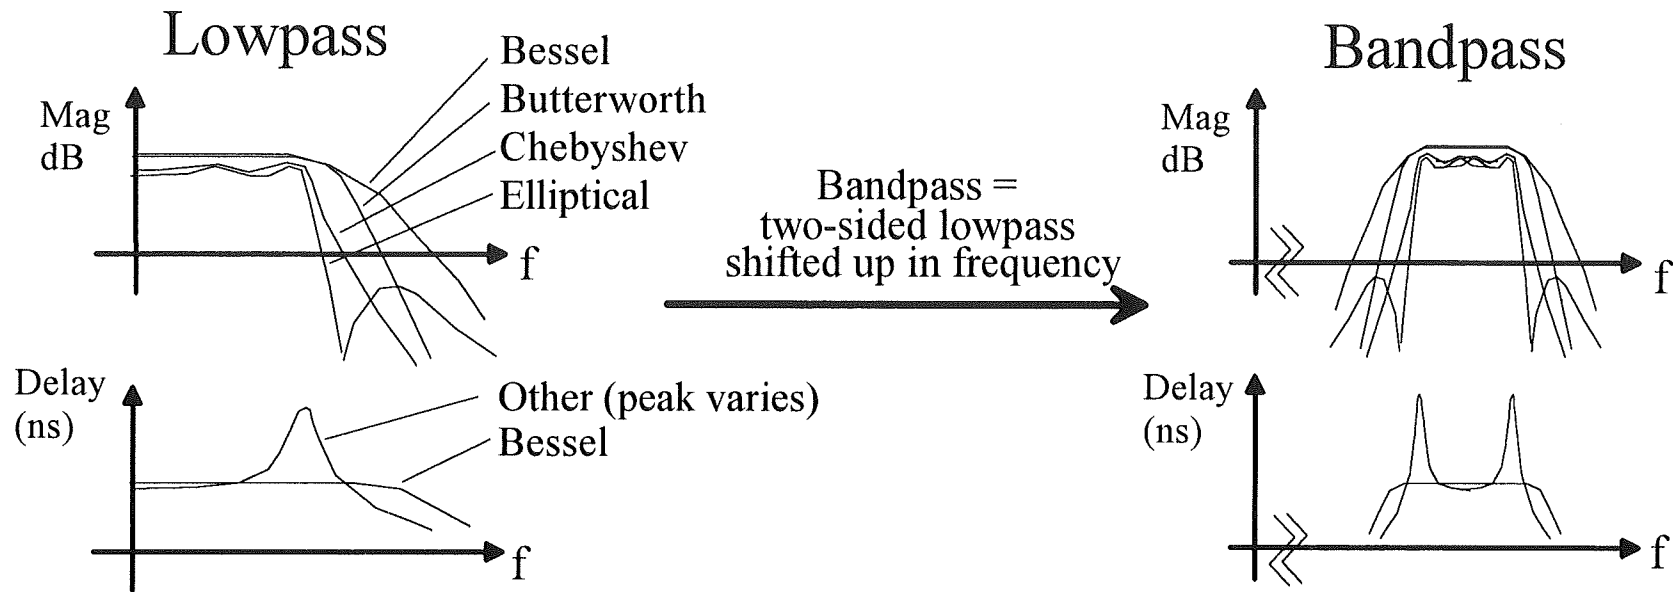 Lowpass
Bandpass
Mag
dB
Bessel
Butterworth
Chebyshev
Elliptical
f
Bandpass =
two-sided lowpass
shifted up in frequency
Mag
dB
f
Delay
(ns)
Other (peak varies)
Bessel
f
Delay
(ns)
f